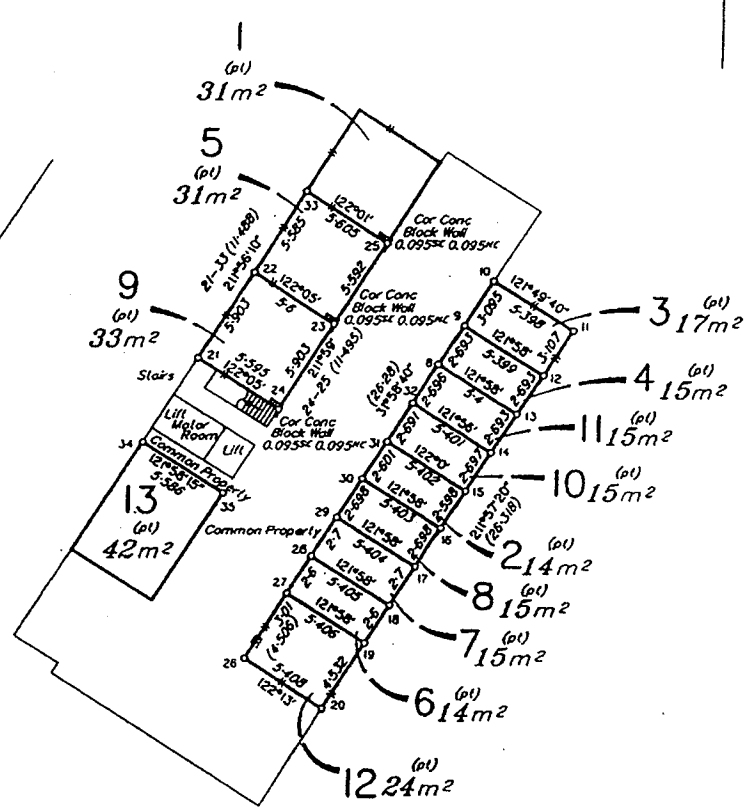 1
(pt)
31m²
5
(pt)
31m²
33
122°01'
5·605
Cor Conc
Block Wall
0.095SE 0.095NE
25
21-33 (11·488)
211°56'10"
5·585
5·592
22
122°05'
5·6
Cor Conc
Block Wall
0.095SE 0.095NE
23
9
(pt)
33m²
5·903
5·903
211°59'
24-25 (11·495)
21
5·595
122°05'
24
Stairs
Cor Conc
Block Wall
0.095SE 0.095NE
Lift
Motor
Room
Lift
34
Common Property
121°58'15"
5·586
35
13
(pt)
42m²
Common Property
10
121°49'40"
5·398
11
3 (pt)
17m²
3·095
3·107
9
121°58'
5·399
12
4 (pt)
15m²
2·693
2·693
8
121°58'
5·4
13
11 (pt)
15m²
(26·28)
31°58'40"
2·696
2·693
32
121°58'
5·401
14
10 (pt)
15m²
2·691
2·697
31
122°0'
5·402
15
2·601
2·598
211°57'20"
(26·318)
30
121°58'
5·403
16
2 (pt)
14m²
2·698
2·698
29
121°58'
5·404
17
8 (pt)
15m²
2·7
2·7
28
121°58'
5·405
18
7 (pt)
15m²
2·6
2·6
27
121°58'
5·406
19
6 (pt)
14m²
3·01
(4·506)
4·532
26
5·408
122°13'
20
12 (pt)
24m²